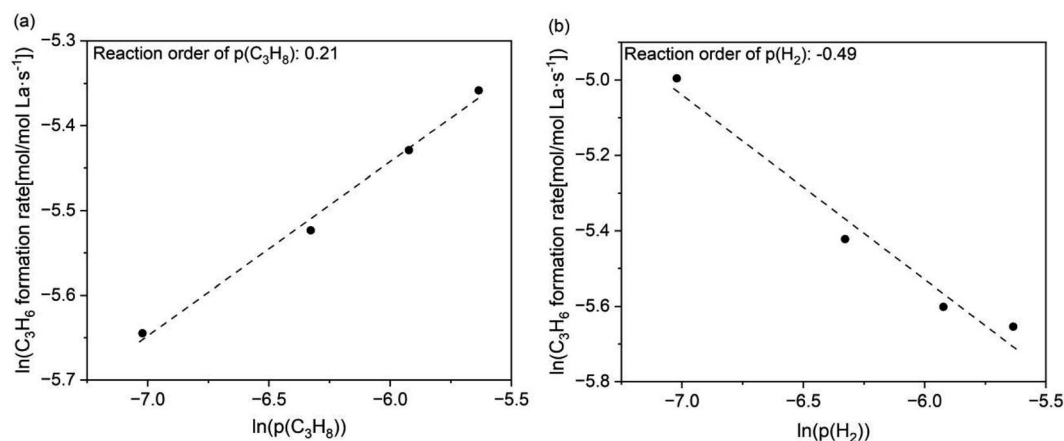 (a)
Reaction order of p(C₃H₈): 0.21
ln(C₃H₆ formation rate[mol/mol La·s⁻¹])
−5.3
−5.4
−5.5
−5.6
−5.7
−7.0 −6.5 −6.0 −5.5
ln(p(C₃H₈))
(b)
Reaction order of p(H₂): -0.49
ln(C₃H₆ formation rate[mol/mol La·s⁻¹])
−5.0
−5.2
−5.4
−5.6
−5.8
−7.0 −6.5 −6.0 −5.5
ln(p(H₂))